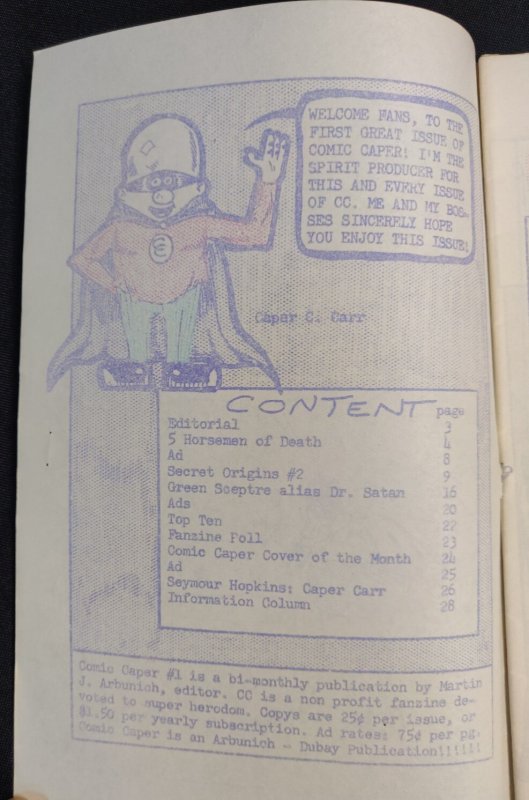 WELCOME FANS, TO THE
FIRST GREAT ISSUE OF
COMIC CAPER! I'M THE
SPIRIT PRODUCER FOR
THIS AND EVERY ISSUE
OF CC. ME AND MY BOS-
SES SINCERELY HOPE
YOU ENJOY THIS ISSUE!
C
Caper C. Carr
CONTENT page
Editorial 3
5 Horsemen of Death 4
Ad 8
Secret Origins #2 9
Green Sceptre alias Dr. Satan 16
Ads 20
Top Ten 22
Fanzine Poll 23
Comic Caper Cover of the Month 24
Ad 25
Seymour Hopkins: Caper Carr 26
Information Column 28
Comic Caper #1 is a bi-monthly publication by Martin
J. Arbunich, editor. CC is a non profit fanzine de-
voted to super herodom. Copys are 25¢ per issue, or
$1.50 per yearly subscription. Ad rates: 75¢ per pg.
Comic Caper is an Arbunich - Dubay Publication!!!!!!